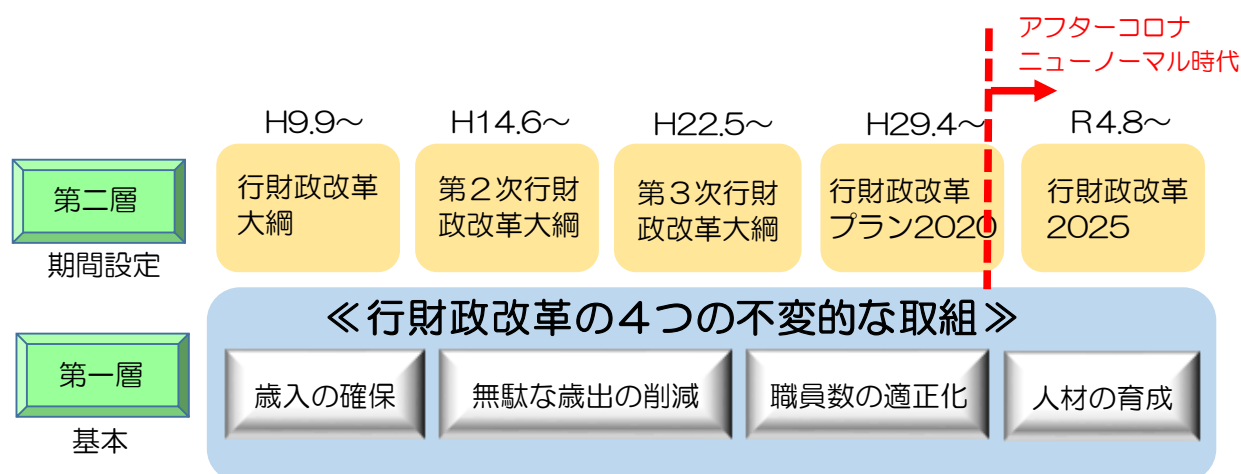 アフターコロナ
ニューノーマル時代
H9.9～
H14.6～
H22.5～
H29.4～
R4.8～
第二層
期間設定
行財政改革
大綱
第２次行財
政改革大綱
第３次行財
政改革大綱
行財政改革
プラン2020
行財政改革
2025
≪行財政改革の４つの不変的な取組≫
第一層
基本
歳入の確保
無駄な歳出の削減
職員数の適正化
人材の育成